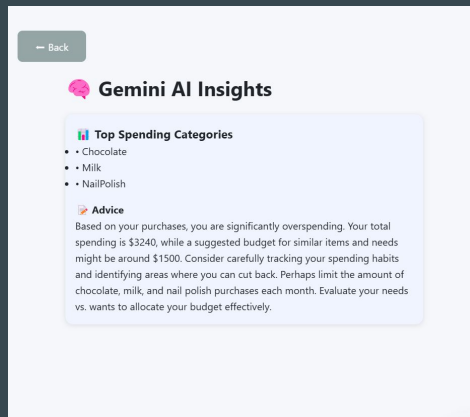 ← Back
🧠 Gemini AI Insights
📊 Top Spending Categories
• • Chocolate
• • Milk
• • NailPolish
📝 Advice
Based on your purchases, you are significantly overspending. Your total
spending is $3240, while a suggested budget for similar items and needs
might be around $1500. Consider carefully tracking your spending habits
and identifying areas where you can cut back. Perhaps limit the amount of
chocolate, milk, and nail polish purchases each month. Evaluate your needs
vs. wants to allocate your budget effectively.